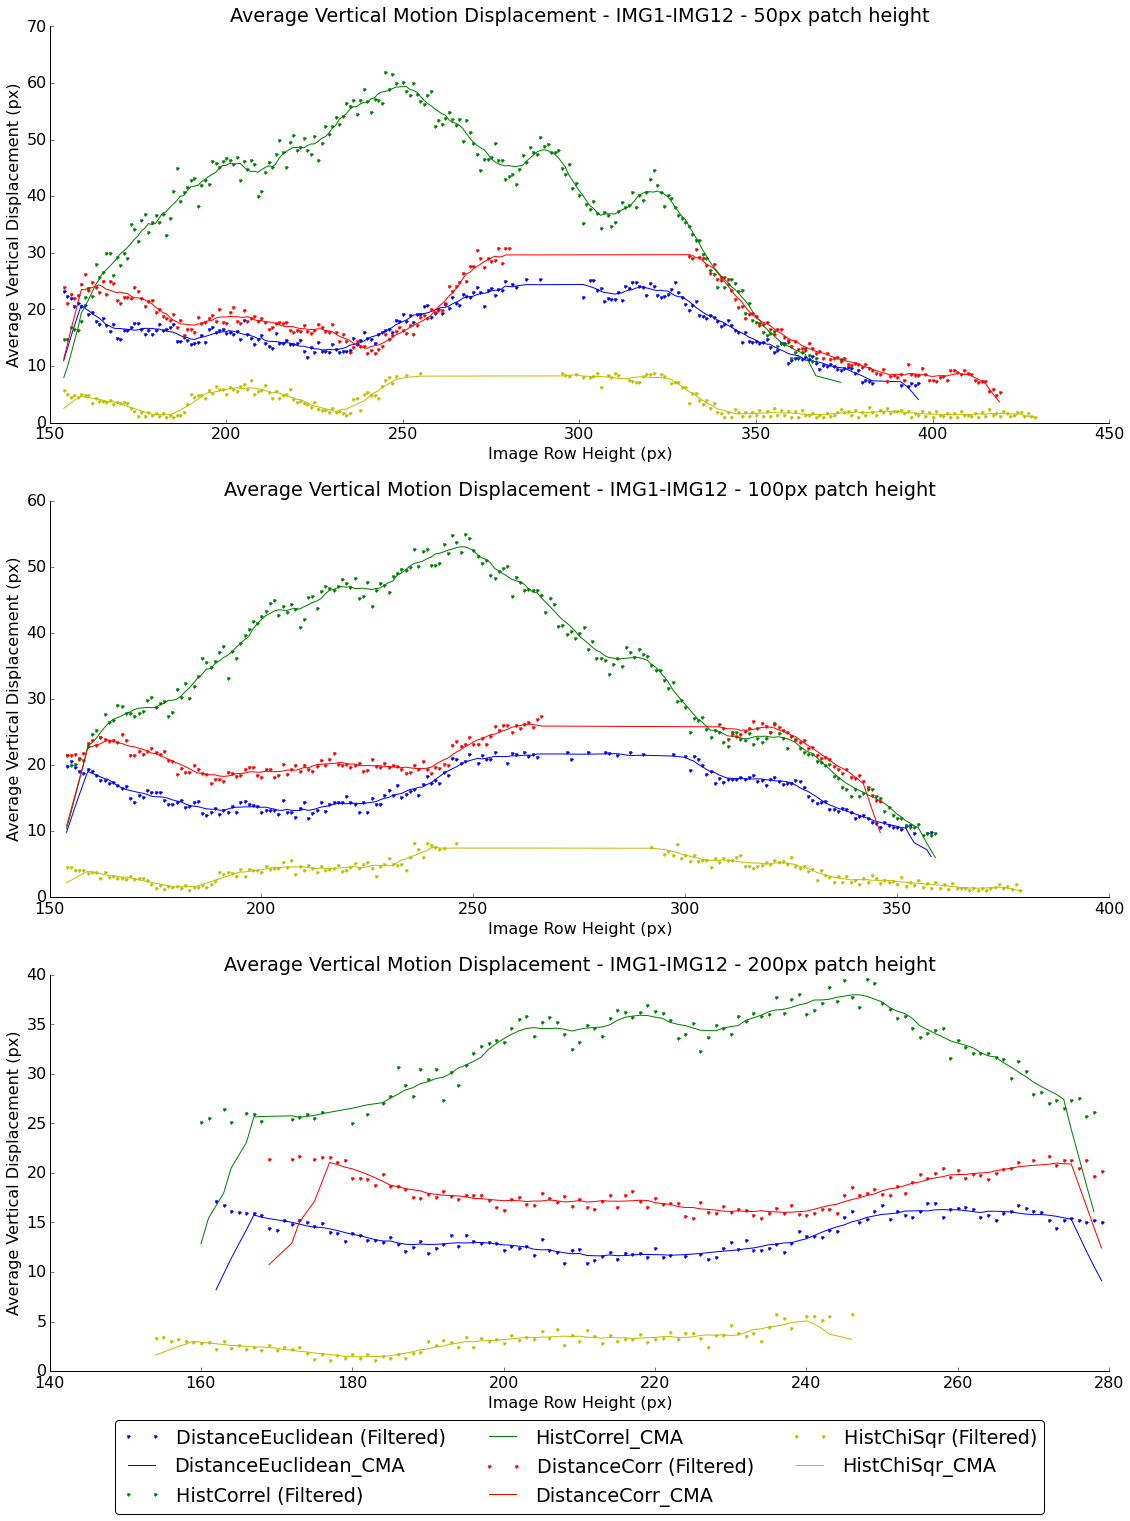 Average Vertical Motion Displacement - IMG1-IMG12 - 50px patch height
Average Vertical Displacement (px)
70
60
50
40
30
20
10
0
150 200 250 300 350 400 450
Image Row Height (px)
Average Vertical Motion Displacement - IMG1-IMG12 - 100px patch height
Average Vertical Displacement (px)
60
50
40
30
20
10
0
150 200 250 300 350 400
Image Row Height (px)
Average Vertical Motion Displacement - IMG1-IMG12 - 200px patch height
Average Vertical Displacement (px)
40
35
30
25
20
15
10
5
0
140 160 180 200 220 240 260 280
Image Row Height (px)
DistanceEuclidean (Filtered) HistCorrel_CMA HistChiSqr (Filtered)
DistanceEuclidean_CMA DistanceCorr (Filtered) HistChiSqr_CMA
HistCorrel (Filtered) DistanceCorr_CMA